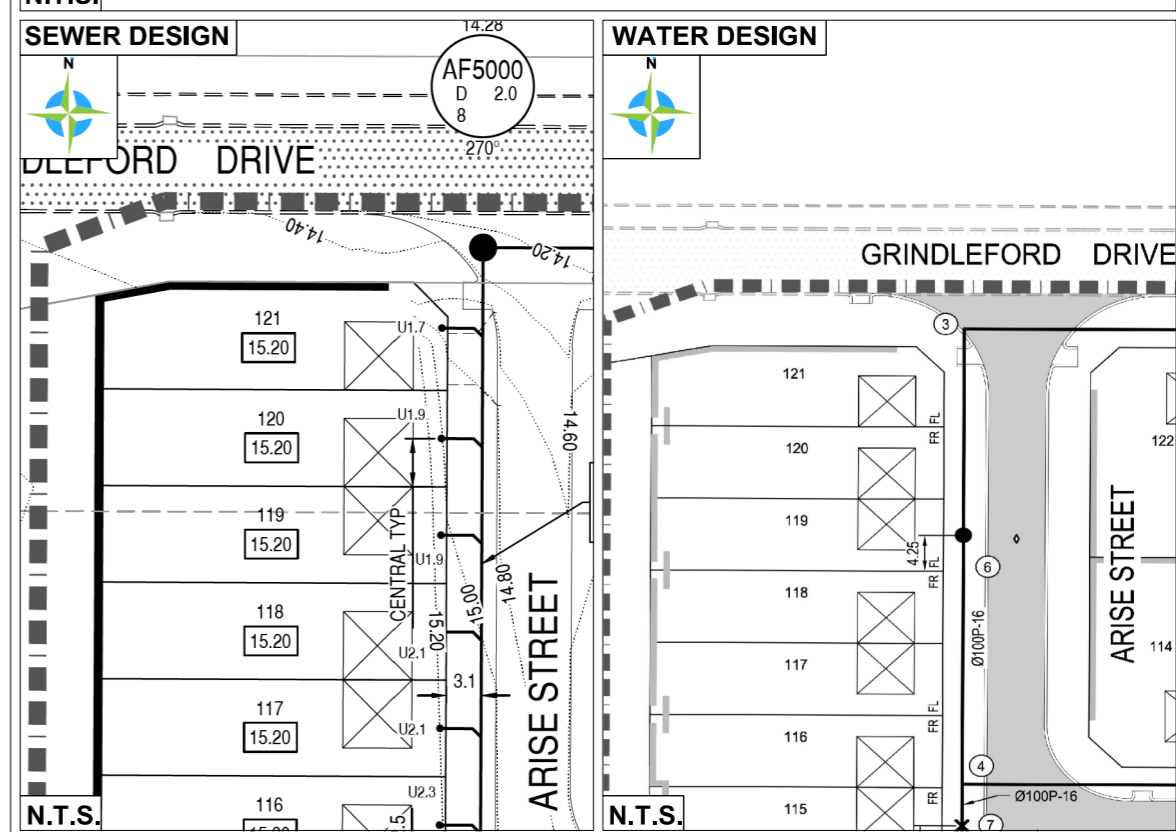 SEWER DESIGN
N
14.28
AF5000
D 2.0
8
270°
DLEFORD DRIVE
14.40
14.20
121
15.20
U1.7
120
15.20
U1.9
14.60
119
15.20
CENTRAL TYP
U1.9
15.00
14.80
118
15.20
15.20
U2.1
3.1
117
15.20
U2.1
ARISE STREET
116
U2.3
N.T.S.
WATER DESIGN
N
GRINDLEFORD DRIVE
3
121
FR FL
122
120
119
4.25
6
FR FL
118
Ø100P-16
ARISE STREET
117
114
FR FL
116
4
Ø100P-16
115
FR
7
N.T.S.